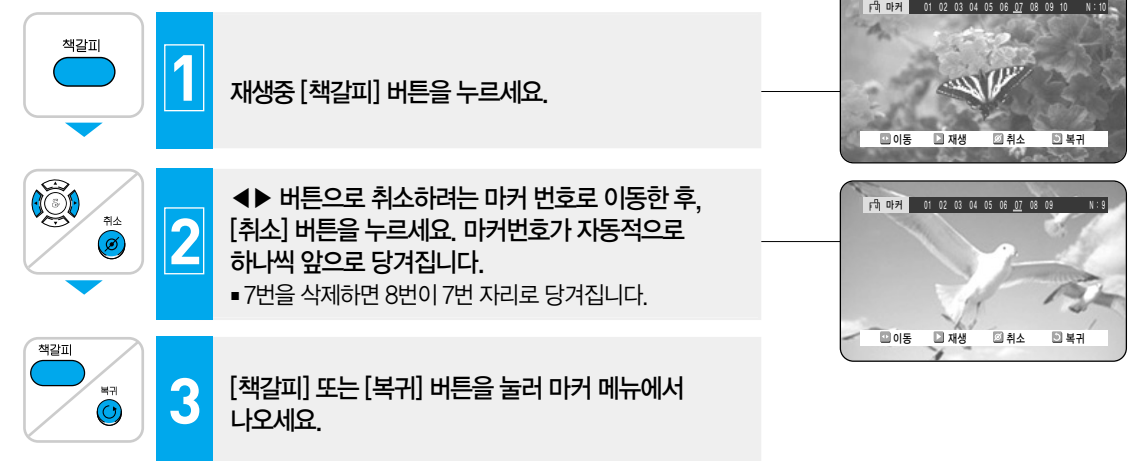 책갈피
1
재생중 [책갈피] 버튼을 누르세요.
마커 01 02 03 04 05 06 07 08 09 10 N:10
이동 재생 취소 복귀
취소
2
◀▶ 버튼으로 취소하려는 마커 번호로 이동한 후,
[취소] 버튼을 누르세요. 마커번호가 자동적으로
하나씩 앞으로 당겨집니다.
▪ 7번을 삭제하면 8번이 7번 자리로 당겨집니다.
마커 01 02 03 04 05 06 07 08 09 N:9
이동 재생 취소 복귀
책갈피
복귀
3
[책갈피] 또는 [복귀] 버튼을 눌러 마커 메뉴에서
나오세요.